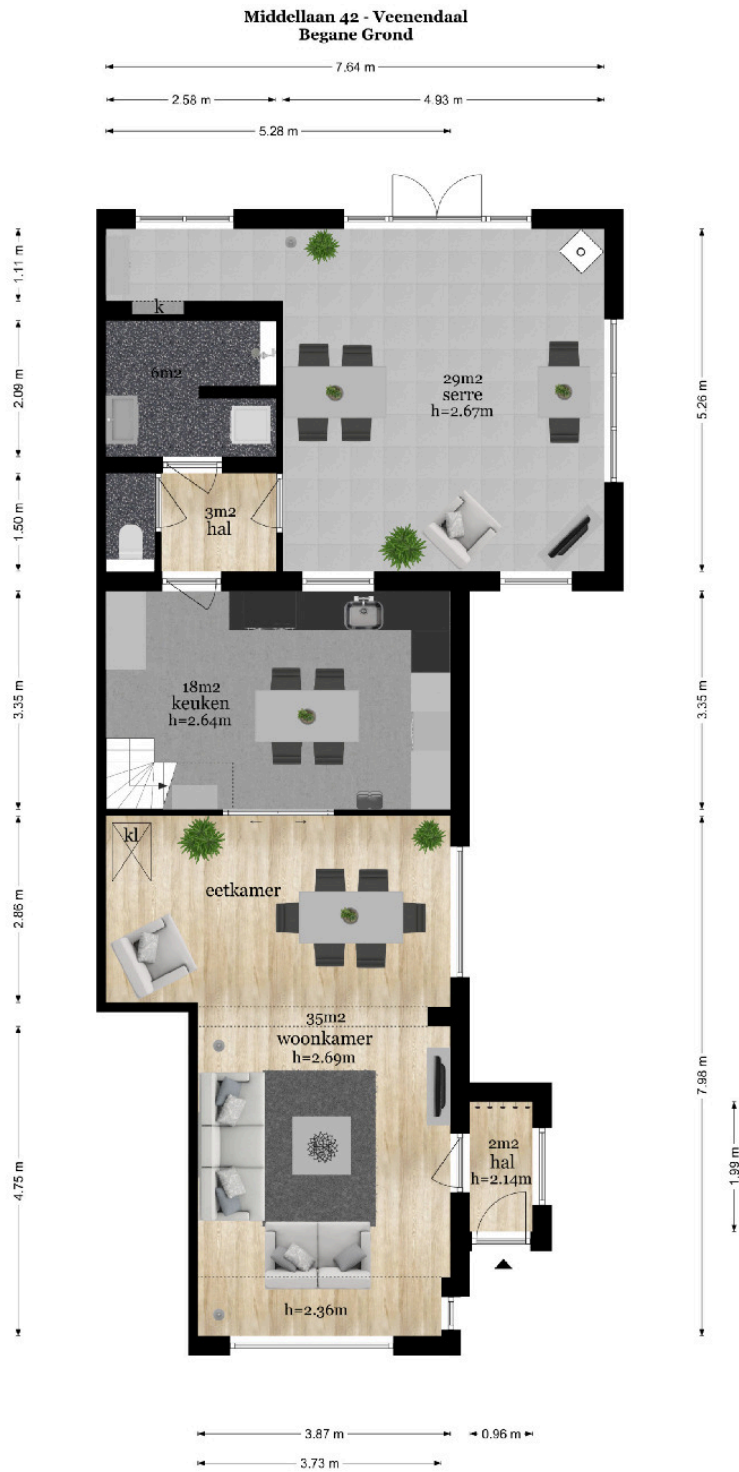 Middellaan 42 - Veenendaal
Begane Grond
7.64 m
2.58 m
4.93 m
5.28 m
1.11 m
k
2.09 m
6m2
29m2
serre
h=2.67m
5.26 m
1.50 m
3m2
hal
3.35 m
18m2
keuken
h=2.64m
3.35 m
kl
2.86 m
eetkamer
35m2
woonkamer
h=2.69m
7.98 m
4.75 m
2m2
hal
h=2.14m
1.99 m
h=2.36m
3.87 m
0.96 m
3.73 m